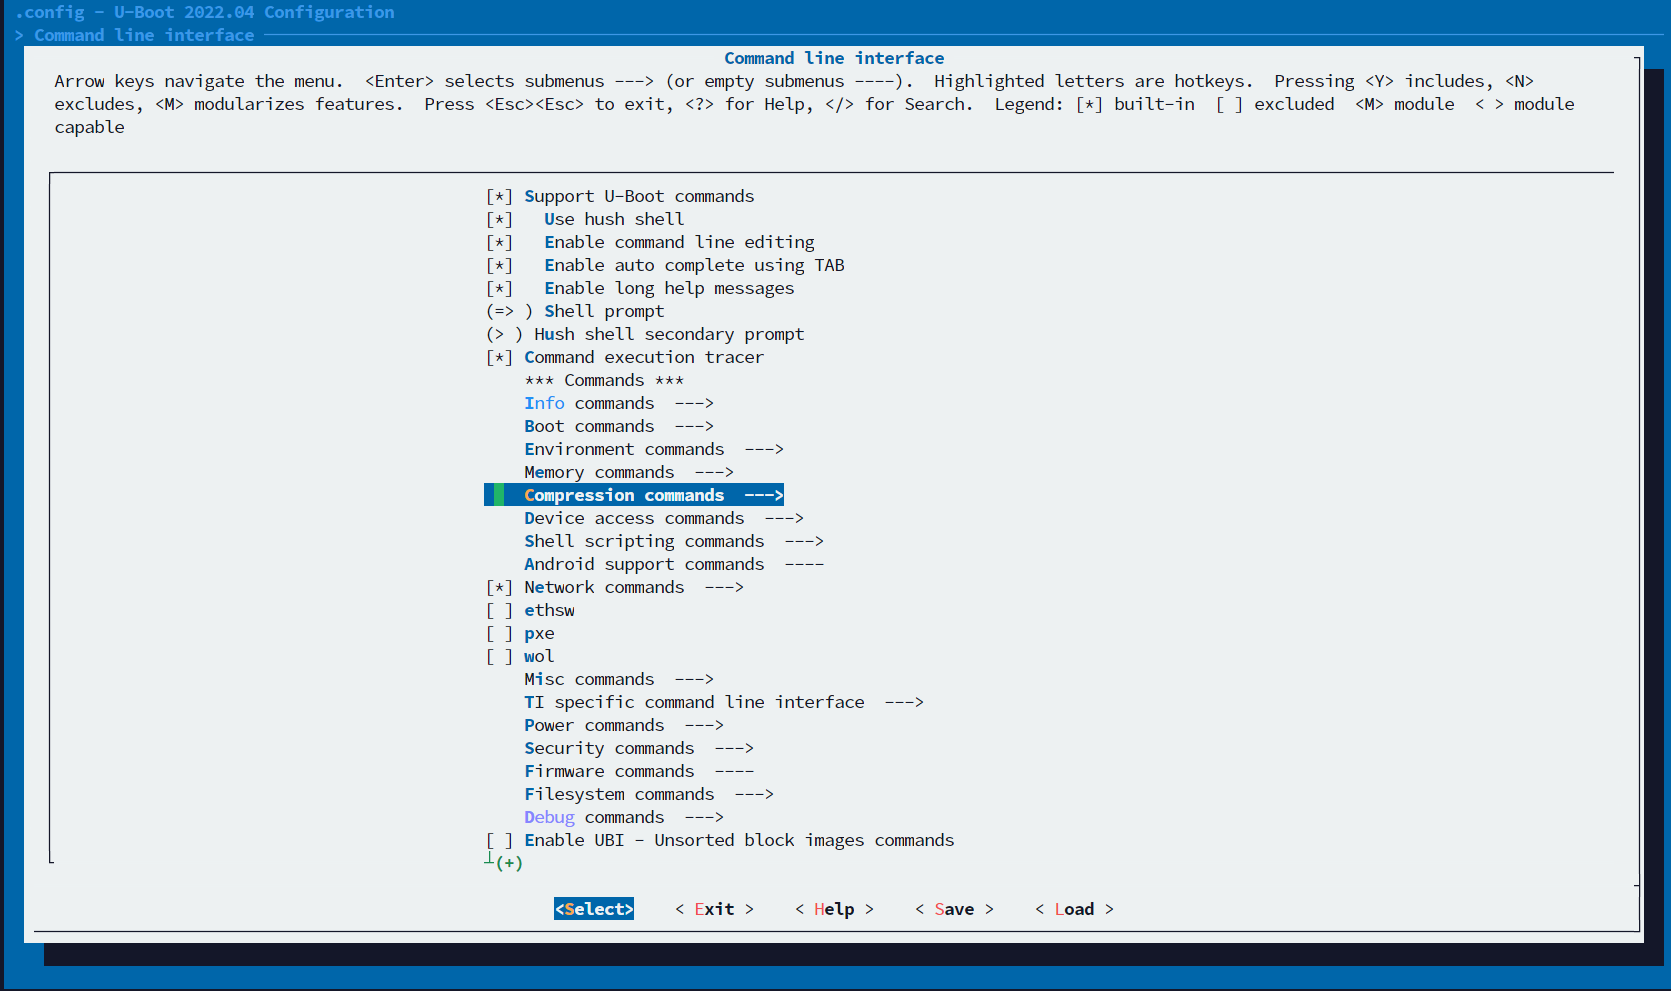 .config - U-Boot 2022.04 Configuration
> Command line interface
Command line interface
Arrow keys navigate the menu.  <Enter> selects submenus ---> (or empty submenus ----).  Highlighted letters are hotkeys.  Pressing <Y> includes, <N>
excludes, <M> modularizes features.  Press <Esc><Esc> to exit, <?> for Help, </> for Search.  Legend: [*] built-in  [ ] excluded  <M> module  < > module
capable
[*] Support U-Boot commands
[*]   Use hush shell
[*]   Enable command line editing
[*]   Enable auto complete using TAB
[*]   Enable long help messages
(=> ) Shell prompt
(> ) Hush shell secondary prompt
[*] Command execution tracer
*** Commands ***
Info commands  --->
Boot commands  --->
Environment commands  --->
Memory commands  --->
Compression commands  --->
Device access commands  --->
Shell scripting commands  --->
Android support commands  ----
[*] Network commands  --->
[ ] ethsw
[ ] pxe
[ ] wol
Misc commands  --->
TI specific command line interface  --->
Power commands  --->
Security commands  --->
Firmware commands  ----
Filesystem commands  --->
Debug commands  --->
[ ] Enable UBI - Unsorted block images commands
┴(+)
<Select>    < Exit >    < Help >    < Save >    < Load >